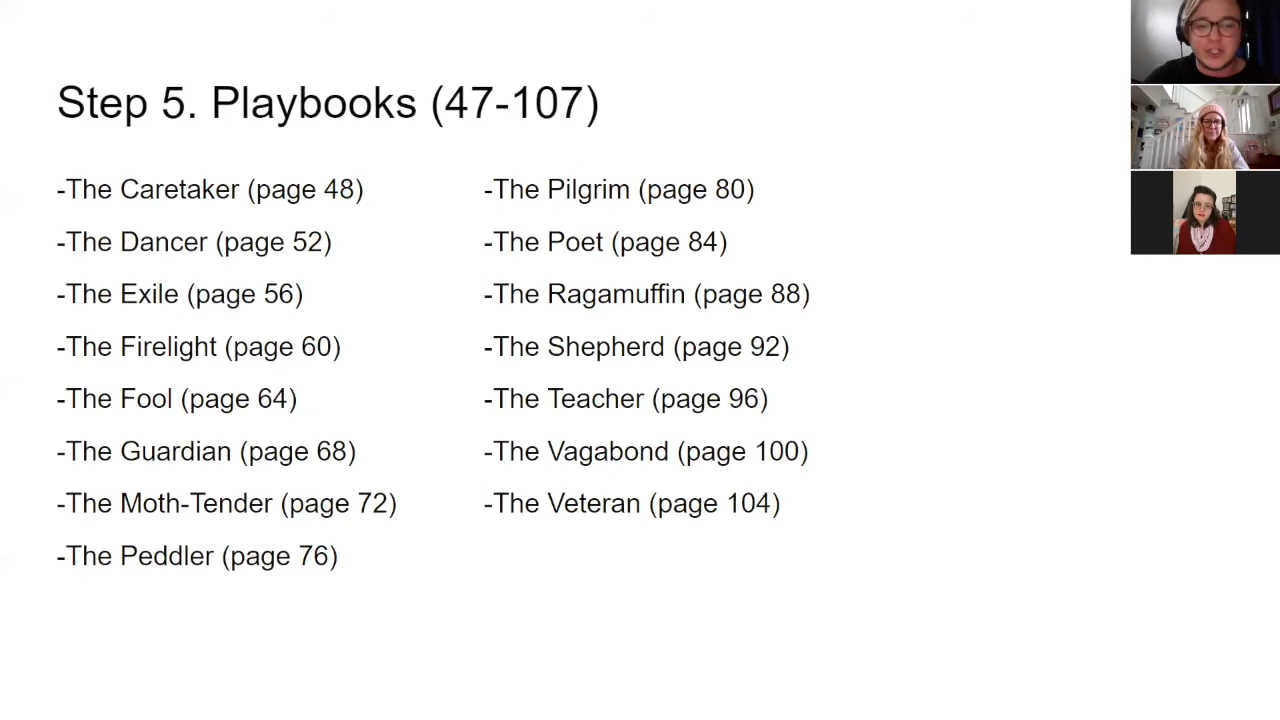 Step 5. Playbooks (47-107)
-The Caretaker (page 48)
-The Dancer (page 52)
-The Exile (page 56)
-The Firelight (page 60)
-The Fool (page 64)
-The Guardian (page 68)
-The Moth-Tender (page 72)
-The Peddler (page 76)
-The Pilgrim (page 80)
-The Poet (page 84)
-The Ragamuffin (page 88)
-The Shepherd (page 92)
-The Teacher (page 96)
-The Vagabond (page 100)
-The Veteran (page 104)